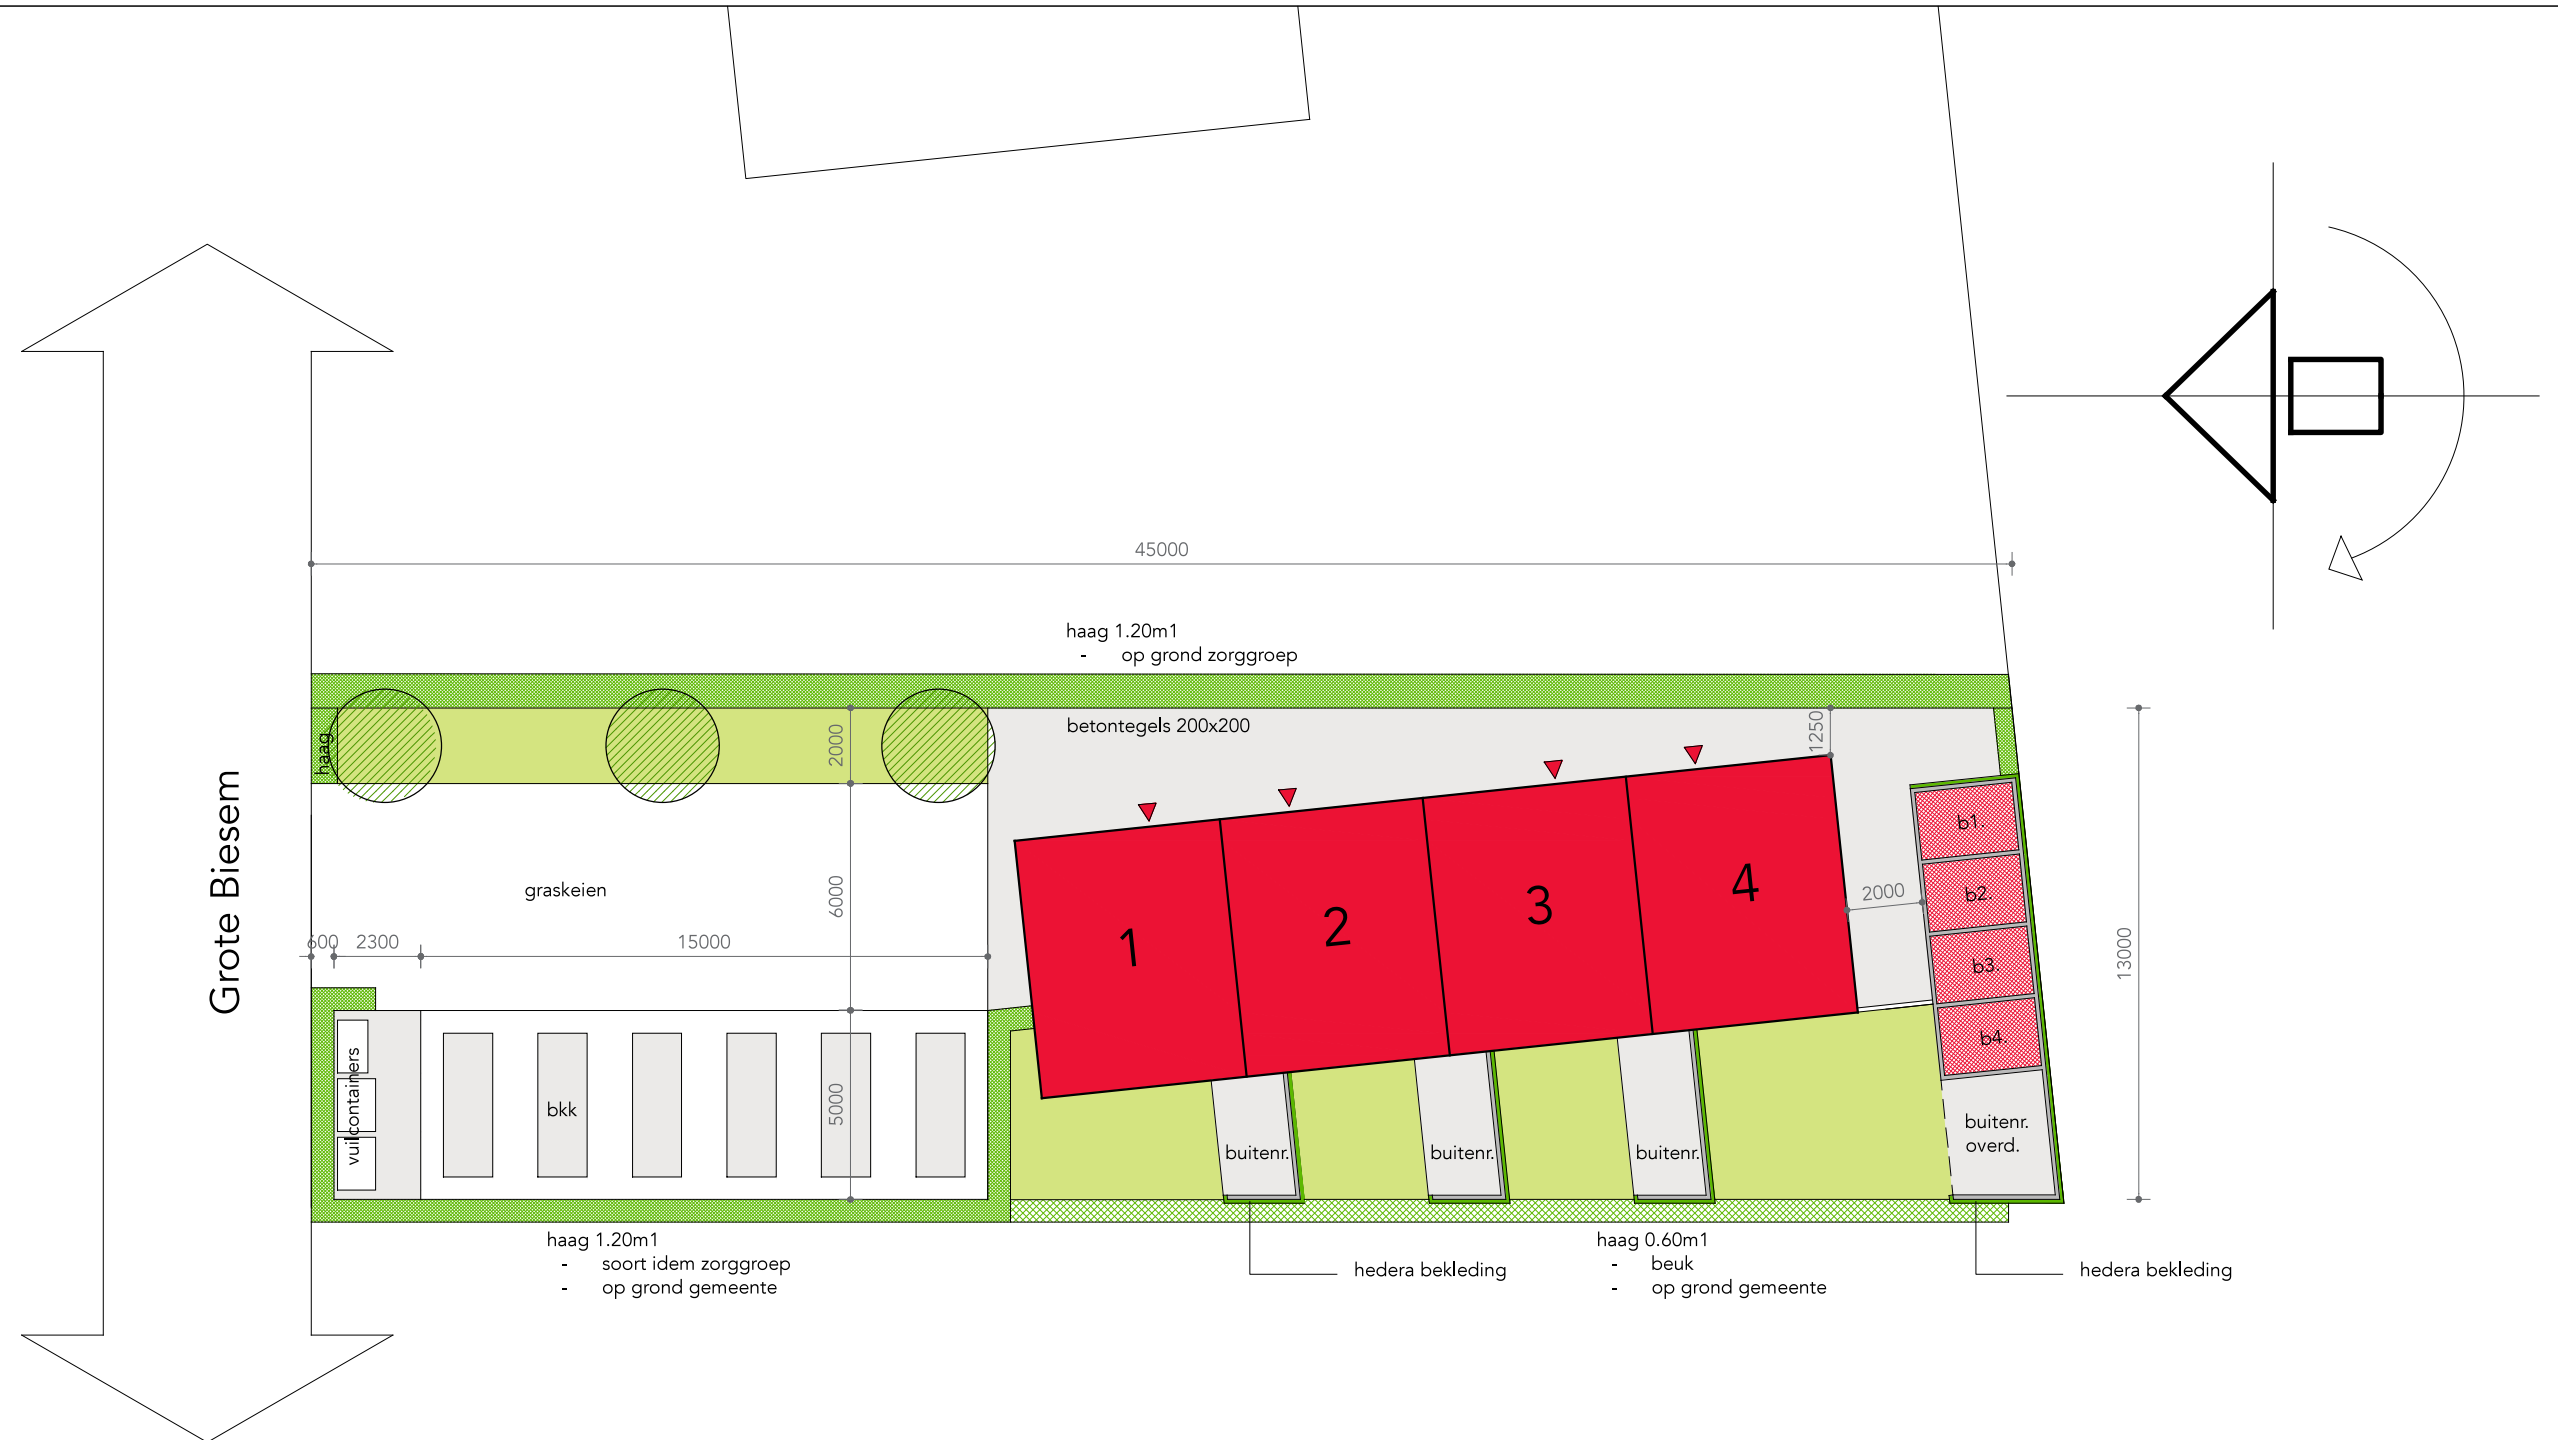 45000
haag 1.20m1
- op grond zorggroep
betontegels 200x200
1250
haag
2000
Grote Biesem
graskeien
6000
600
2300
15000
1
2
3
4
2000
b1.
b2.
b3.
b4.
13000
vuilcontainers
bkk
5000
buitenr.
buitenr.
buitenr.
buitenr.
overd.
haag 1.20m1
- soort idem zorggroep
- op grond gemeente
hedera bekleding
haag 0.60m1
- beuk
- op grond gemeente
hedera bekleding